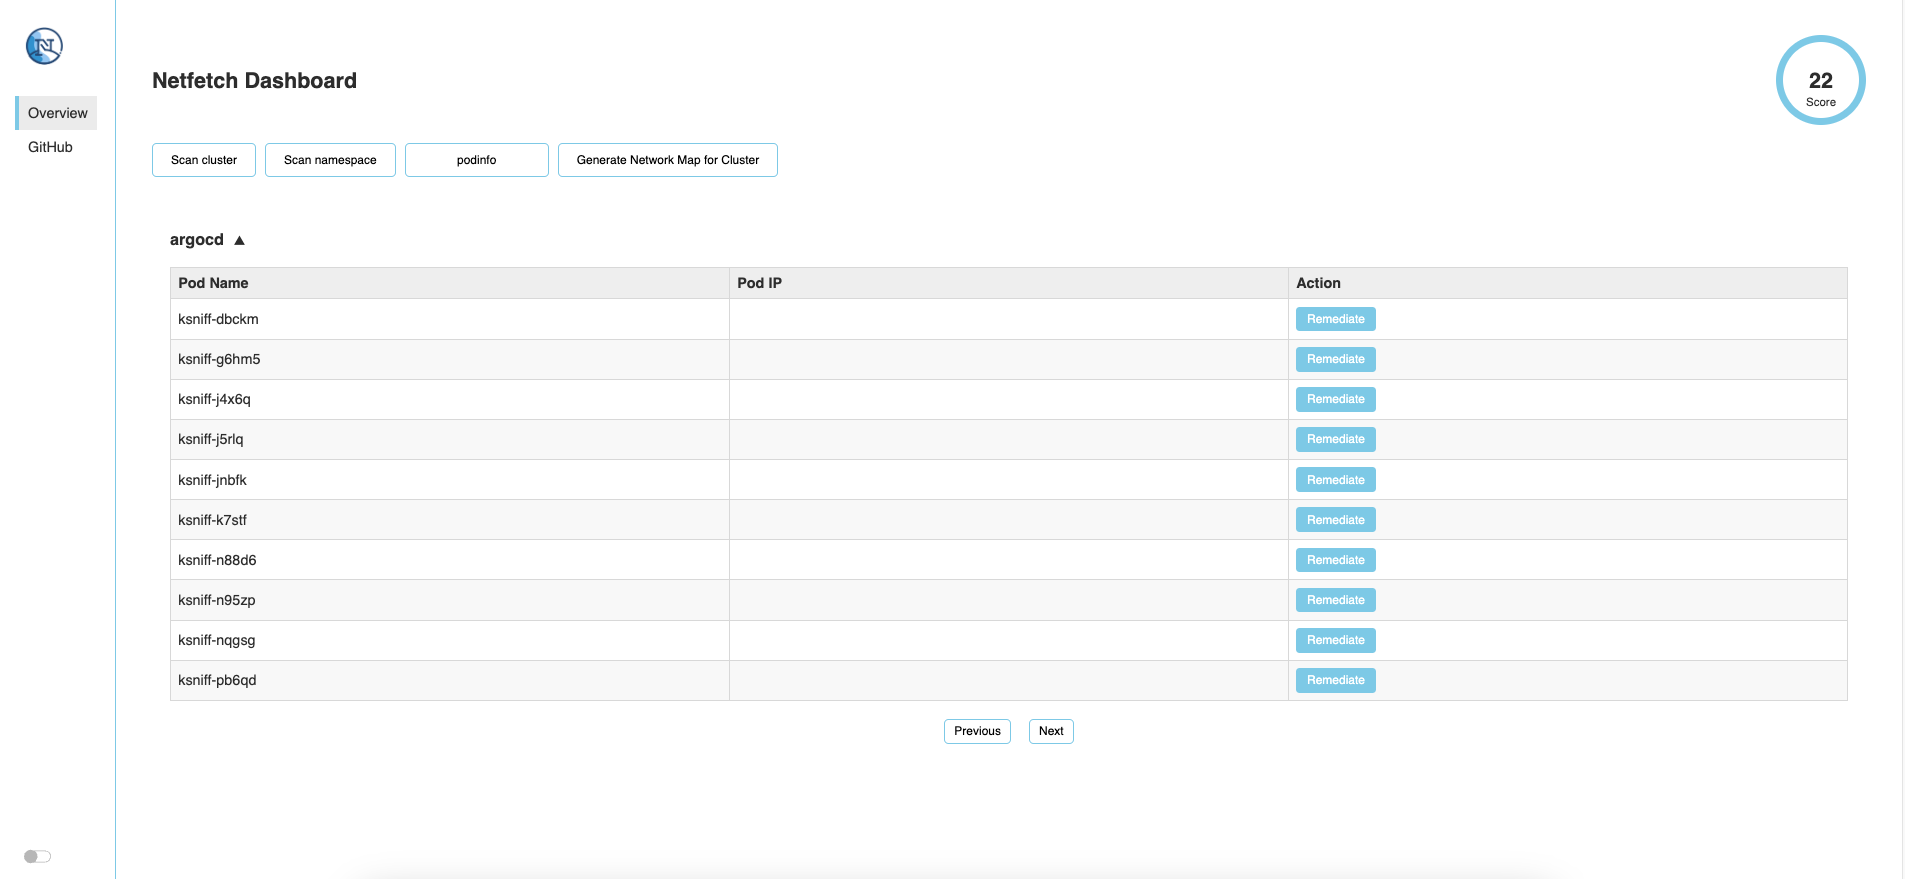 N
Netfetch Dashboard
22
Score
Overview
GitHub
Scan cluster
Scan namespace
podinfo
Generate Network Map for Cluster
argocd ▲
Pod Name Pod IP Action
ksniff-dbckm Remediate
ksniff-g6hm5 Remediate
ksniff-j4x6q Remediate
ksniff-j5rlq Remediate
ksniff-jnbfk Remediate
ksniff-k7stf Remediate
ksniff-n88d6 Remediate
ksniff-n95zp Remediate
ksniff-nqgsg Remediate
ksniff-pb6qd Remediate
Previous Next